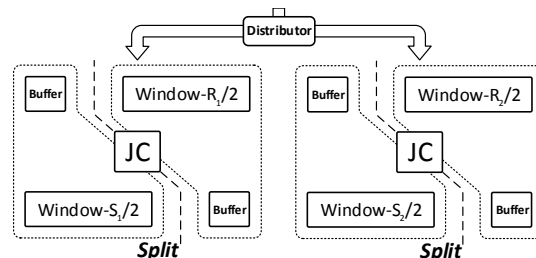 Distributor
Buffer
Window-R₁/2
JC
Window-S₁/2
Buffer
Split
Buffer
Window-R₂/2
JC
Window-S₂/2
Buffer
Split